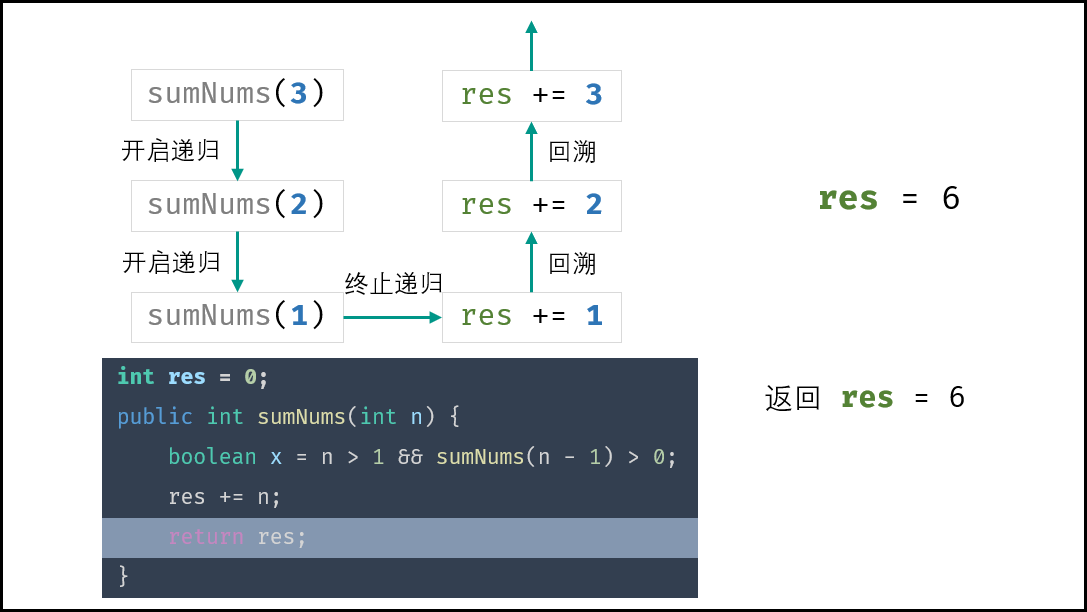 sumNums(3)
res += 3
开启递归
回溯
sumNums(2)
res += 2
res = 6
开启递归
回溯
终止递归
sumNums(1)
res += 1
int res = 0;
public int sumNums(int n) {
boolean x = n > 1 && sumNums(n - 1) > 0;
res += n;
return res;
}
返回 res = 6